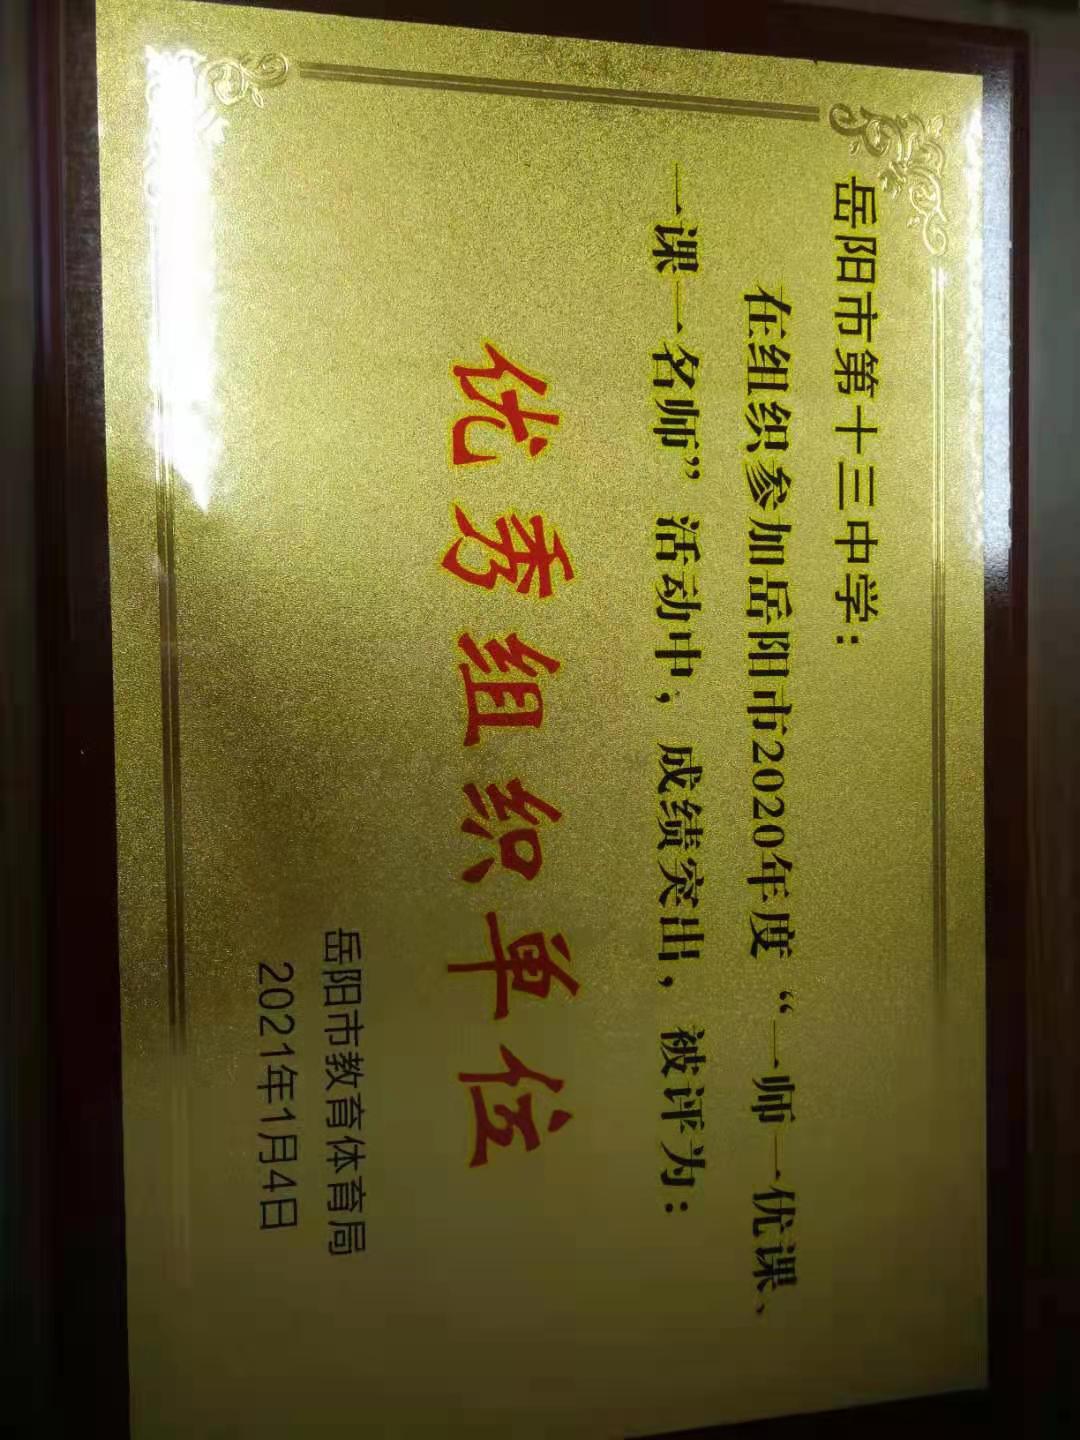 岳阳市第十三中学：
在组织参加岳阳市2020年度“一师一优课、
一课一名师”活动中，成绩突出，被评为：
优秀组织单位
岳阳市教育体育局
2021年1月4日